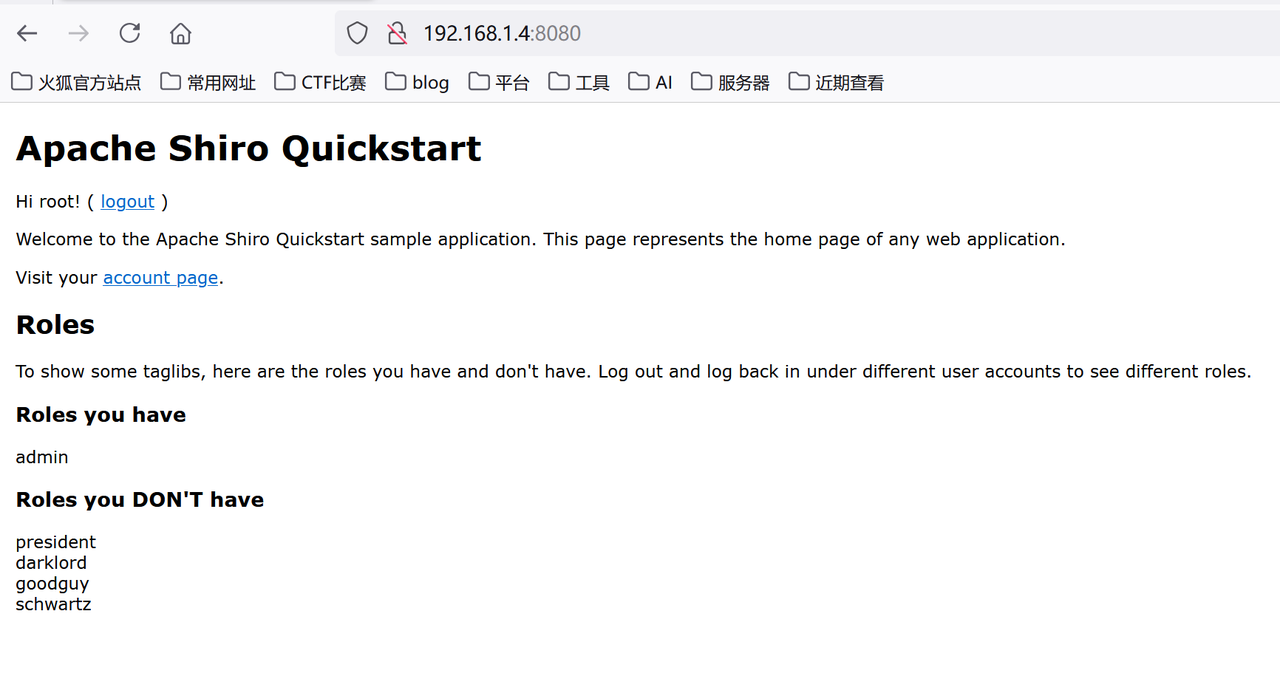 192.168.1.4:8080
火狐官方站点 常用网址 CTF比赛 blog 平台 工具 AI 服务器 近期查看
Apache Shiro Quickstart
Hi root! ( logout )
Welcome to the Apache Shiro Quickstart sample application. This page represents the home page of any web application.
Visit your account page.
Roles
To show some taglibs, here are the roles you have and don't have. Log out and log back in under different user accounts to see different roles.
Roles you have
admin
Roles you DON'T have
president
darklord
goodguy
schwartz